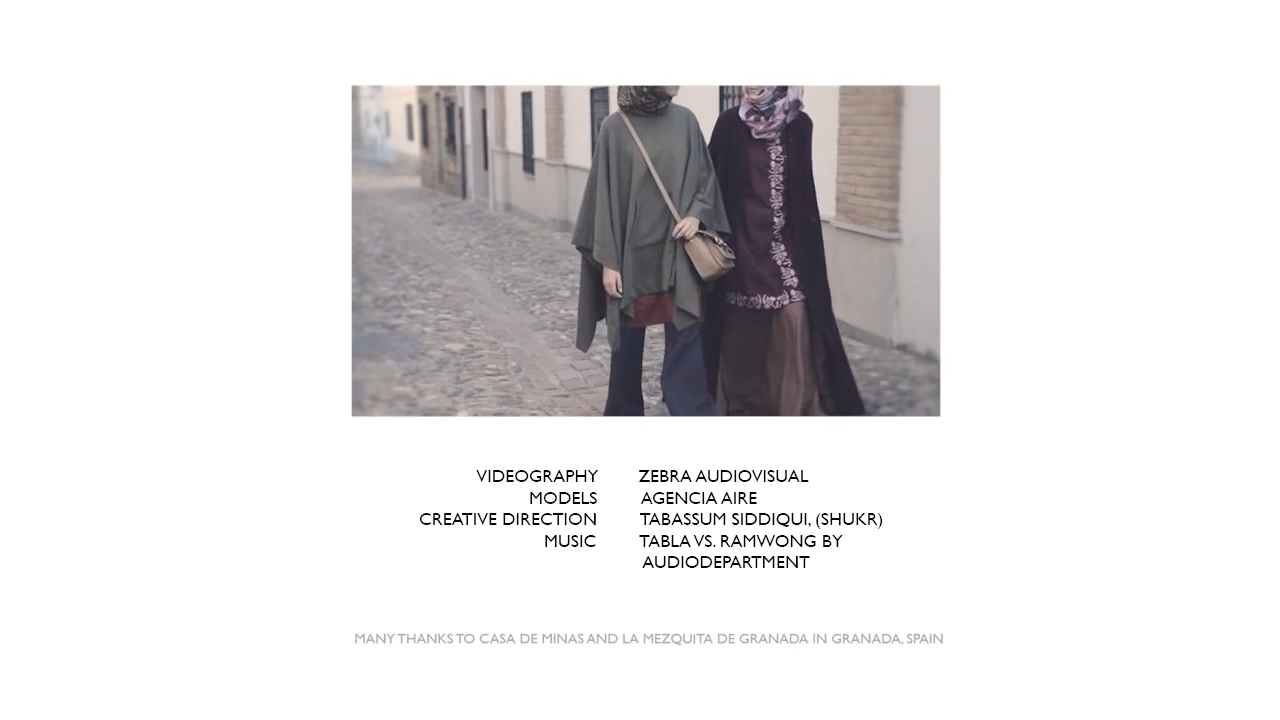 VIDEOGRAPHY ZEBRA AUDIOVISUAL
MODELS AGENCIA AIRE
CREATIVE DIRECTION TABASSUM SIDDIQUI, (SHUKR)
MUSIC TABLA VS. RAMWONG BY
AUDIODEPARTMENT
MANY THANKS TO CASA DE MINAS AND LA MEZQUITA DE GRANADA IN GRANADA, SPAIN